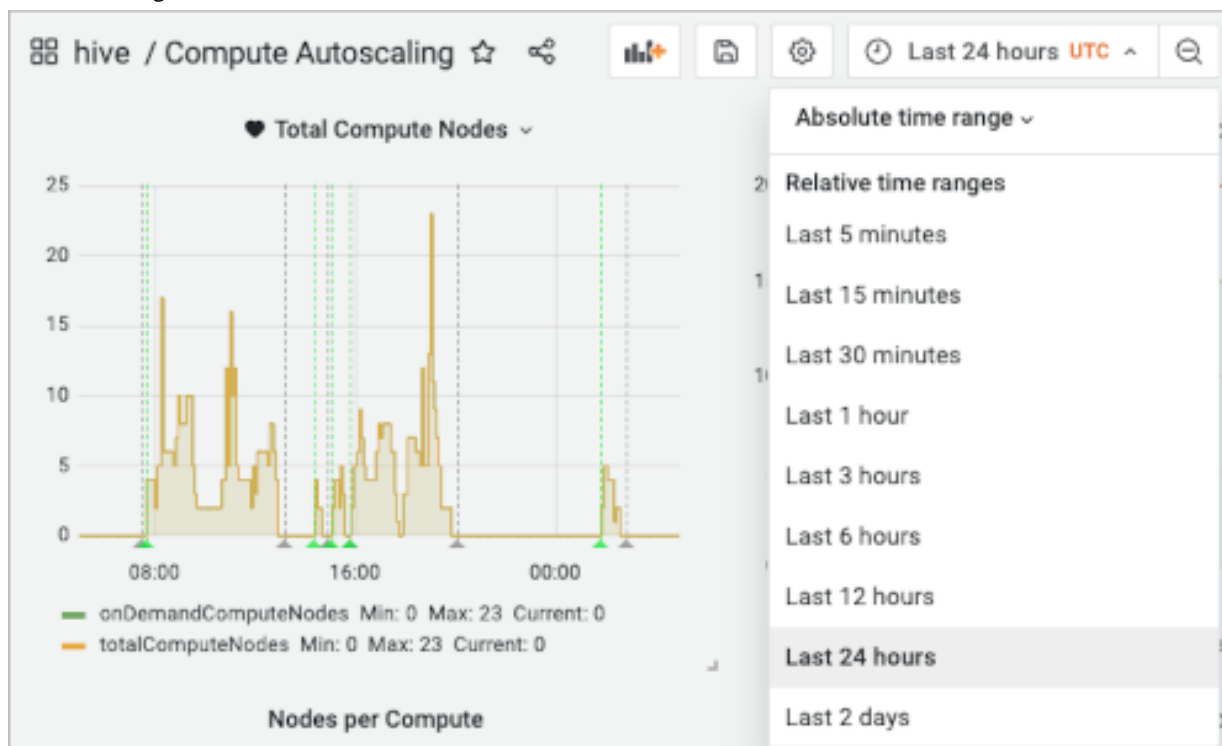 hive / Compute Autoscaling
Last 24 hours UTC
Total Compute Nodes
25
20
15
10
5
0
08:00 16:00 00:00
onDemandComputeNodes Min: 0 Max: 23 Current: 0
totalComputeNodes Min: 0 Max: 23 Current: 0
Nodes per Compute
Absolute time range
Relative time ranges
Last 5 minutes
Last 15 minutes
Last 30 minutes
Last 1 hour
Last 3 hours
Last 6 hours
Last 12 hours
Last 24 hours
Last 2 days